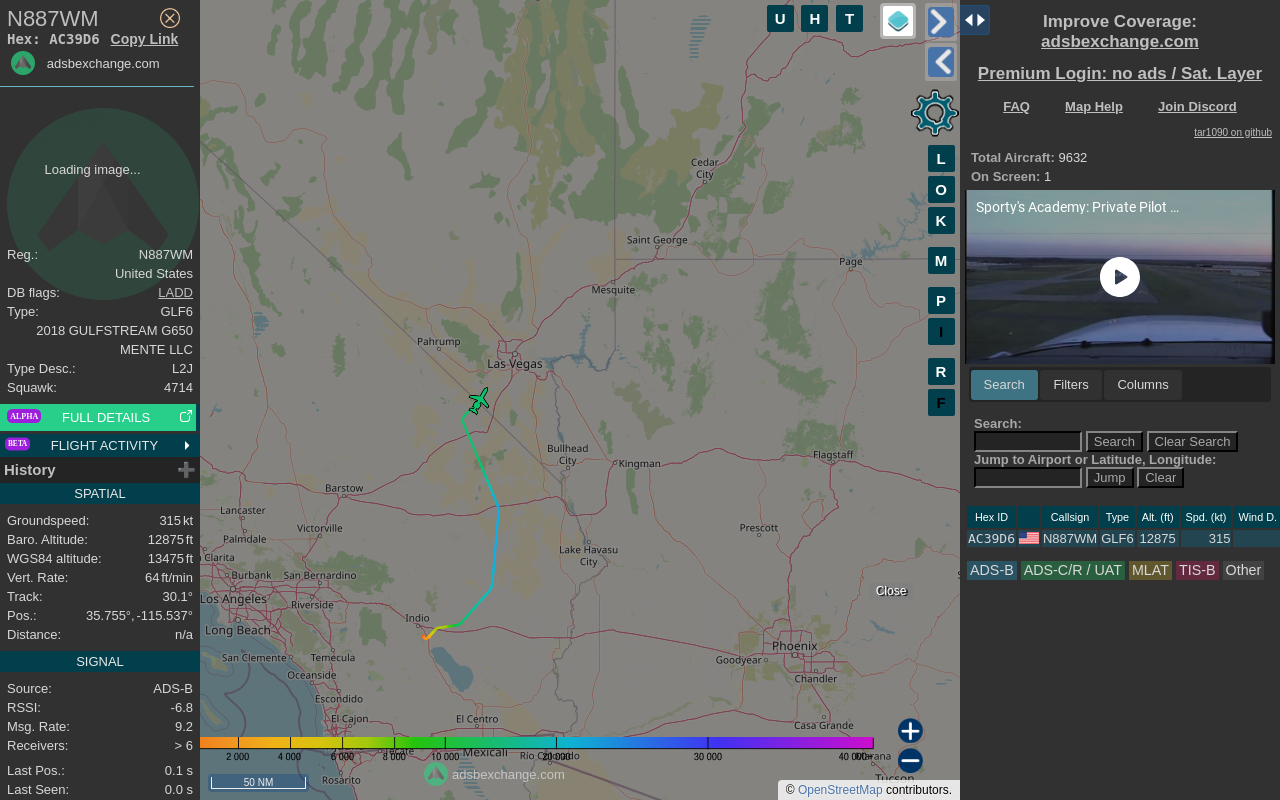 N887WM
Hex: AC39D6 Copy Link
adsbexchange.com
Loading image...
Reg.: N887WM
United States
DB flags: LADD
Type: GLF6
2018 GULFSTREAM G650
MENTE LLC
Type Desc.: L2J
Squawk: 4714
ALPHA FULL DETAILS
BETA FLIGHT ACTIVITY
History
SPATIAL
Groundspeed: 315 kt
Baro. Altitude: 12875 ft
WGS84 altitude: 13475 ft
Vert. Rate: 64 ft/min
Track: 30.1°
Pos.: 35.755°, -115.537°
Distance: n/a
SIGNAL
Source: ADS-B
RSSI: -6.8
Msg. Rate: 9.2
Receivers: > 6
Last Pos.: 0.1 s
Last Seen: 0.0 s
U H T
L
O
K
M
P
I
R
F
Cedar City
Saint George
Page
Mesquite
Pahrump
Las Vegas
Bullhead City
Kingman
Flagstaff
Barstow
Lancaster
Victorville
Palmdale
Prescott
a Clarita
Lake Havasu City
Burbank
San Bernardino
Los Angeles
Riverside
Indio
Long Beach
Phoenix
San Clemente
Temecula
Goodyear
Oceanside
Chandler
Escondido
El Cajon
El Centro
Casa Grande
Mexicali
Rosarito
Tucson
Close
2 000 4 000 6 000 8 000 10 000 20 000 30 000 40 000+
50 NM
adsbexchange.com
© OpenStreetMap contributors.
Improve Coverage:
adsbexchange.com
Premium Login: no ads / Sat. Layer
FAQ Map Help Join Discord
tar1090 on github
Total Aircraft: 9632
On Screen: 1
Sporty's Academy: Private Pilot ...
Search Filters Columns
Search:
Search Clear Search
Jump to Airport or Latitude, Longitude:
Jump Clear
Hex ID Callsign Type Alt. (ft) Spd. (kt) Wind D.
AC39D6 N887WM GLF6 12875 315
ADS-B ADS-C/R / UAT MLAT TIS-B Other